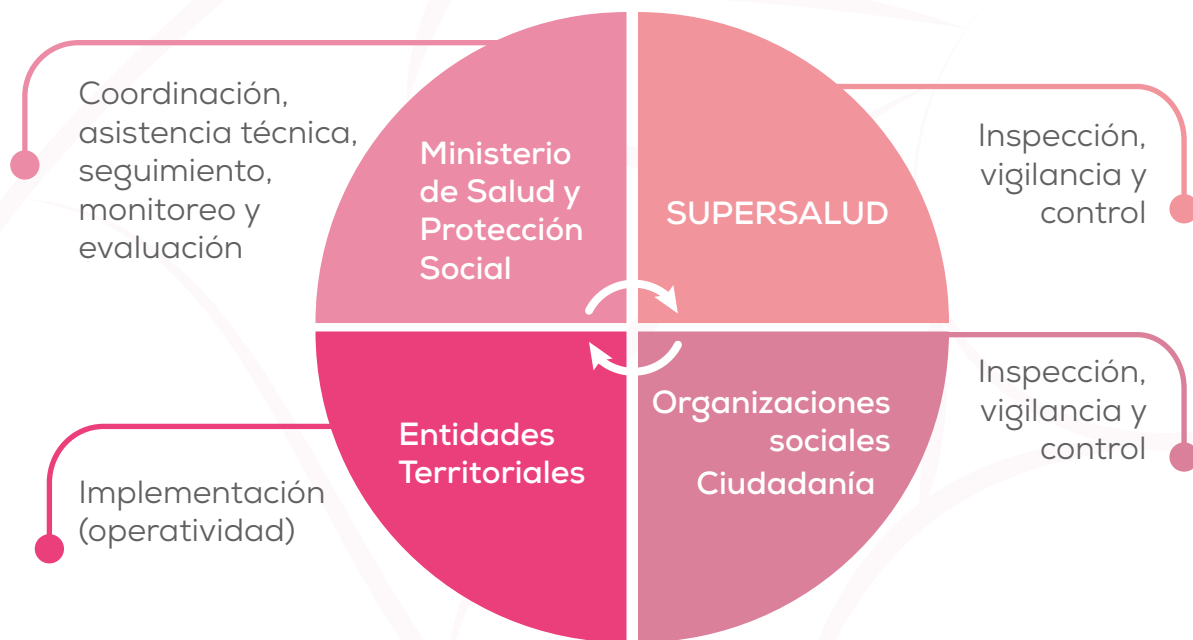 Coordinación,
asistencia técnica,
seguimiento,
monitoreo y
evaluación
Ministerio
de Salud y
Protección
Social
SUPERSALUD
Inspección,
vigilancia y
control
Implementación
(operatividad)
Entidades
Territoriales
Organizaciones
sociales
Ciudadanía
Inspección,
vigilancia y
control